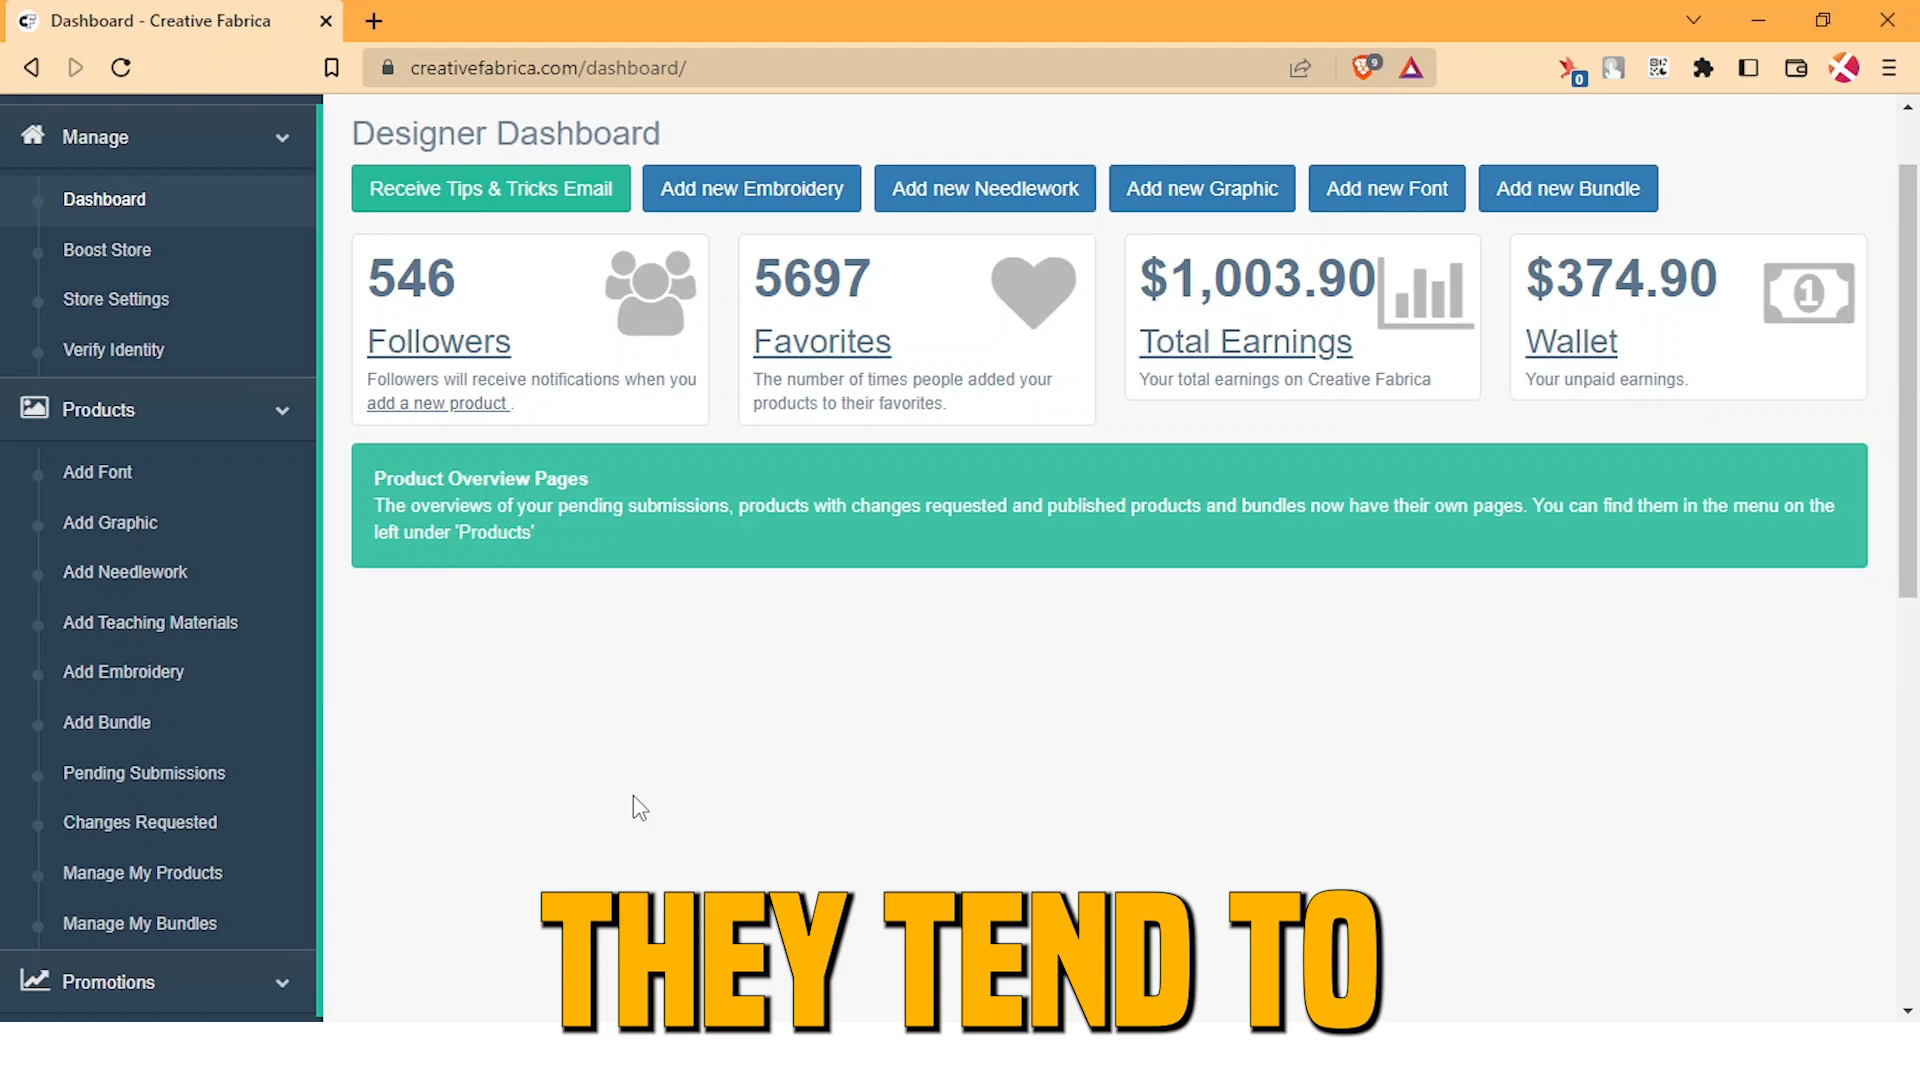 Dashboard - Creative Fabrica
creativefabrica.com/dashboard/
9
0
Manage
Dashboard
Boost Store
Store Settings
Verify Identity
Products
Add Font
Add Graphic
Add Needlework
Add Teaching Materials
Add Embroidery
Add Bundle
Pending Submissions
Changes Requested
Manage My Products
Manage My Bundles
Promotions
Designer Dashboard
Receive Tips & Tricks Email
Add new Embroidery
Add new Needlework
Add new Graphic
Add new Font
Add new Bundle
546
Followers
Followers will receive notifications when you
add a new product .
5697
Favorites
The number of times people added your
products to their favorites.
$1,003.90
Total Earnings
Your total earnings on Creative Fabrica
$374.90
1
Wallet
Your unpaid earnings.
Product Overview Pages
The overviews of your pending submissions, products with changes requested and published products and bundles now have their own pages. You can find them in the menu on the
left under 'Products'
THEY TEND TO